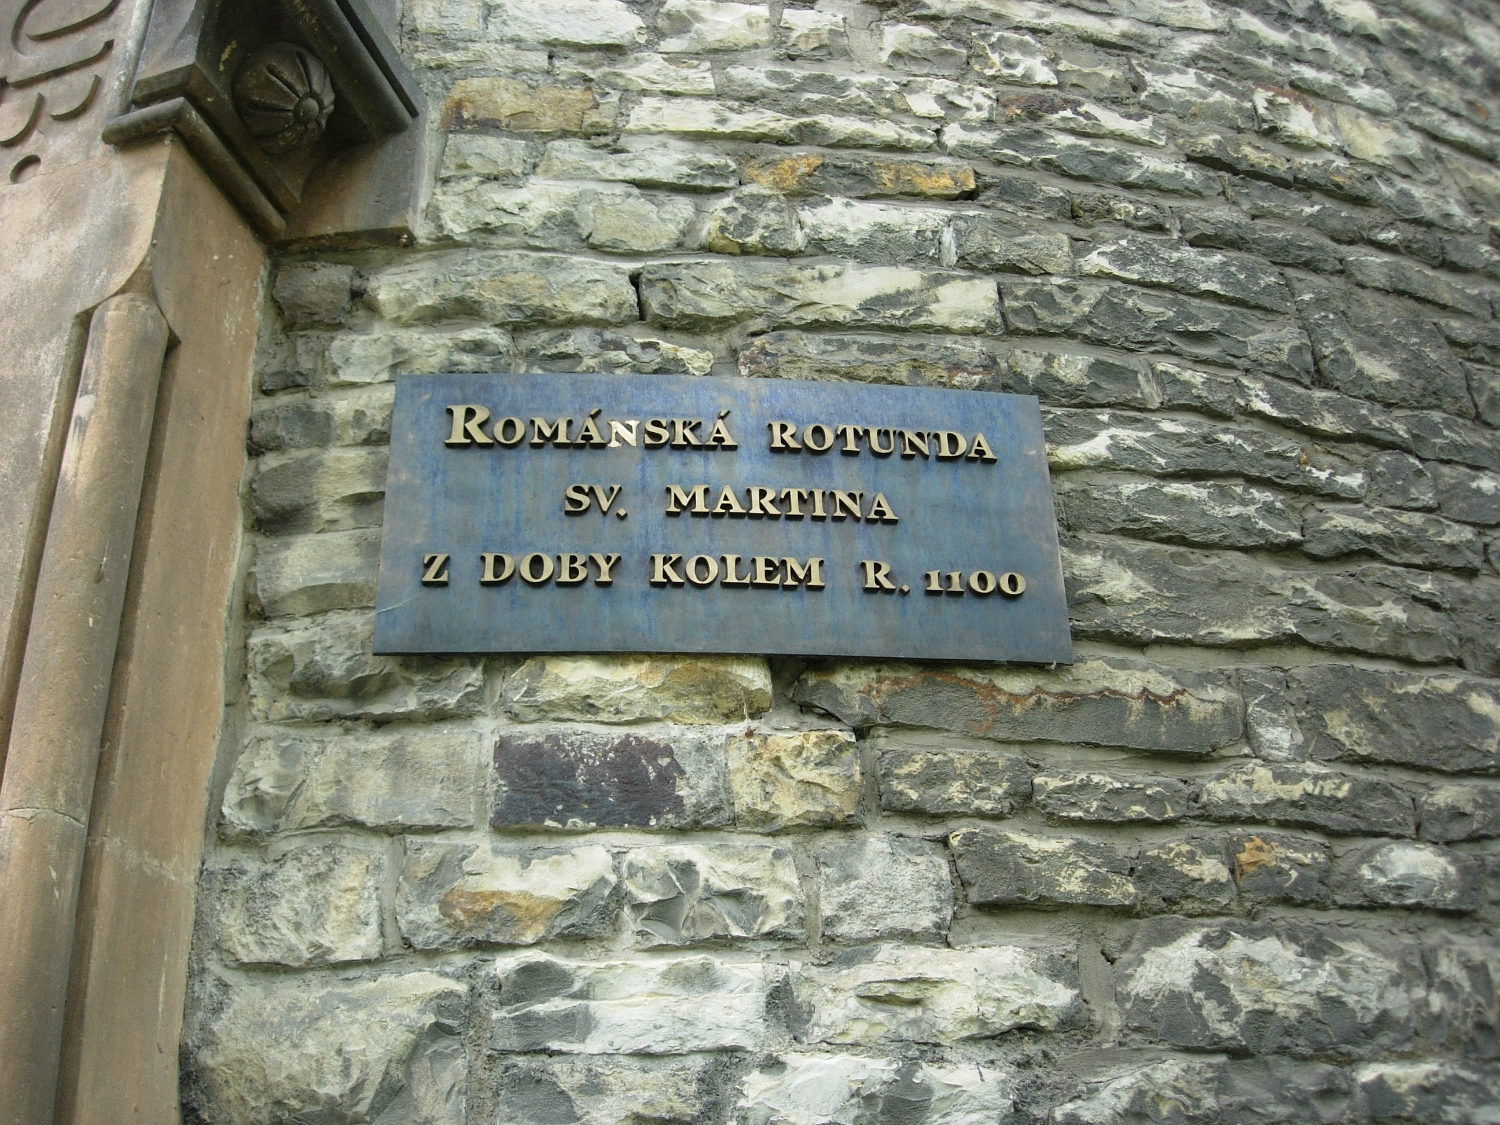 ROMÁNSKÁ ROTUNDA
SV. MARTINA
Z DOBY KOLEM R. 1100